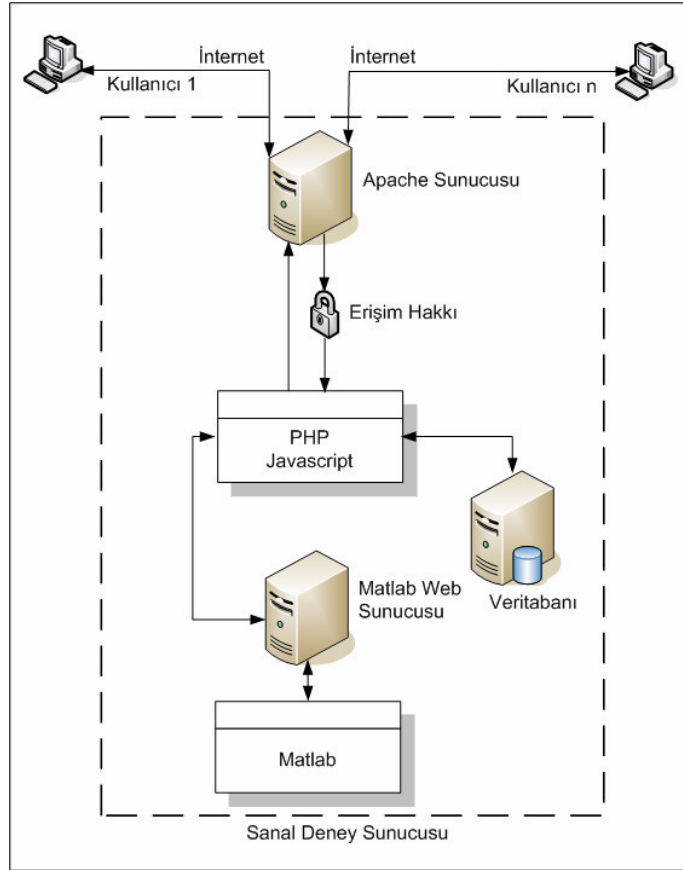 İnternet
İnternet
Kullanıcı 1
Kullanıcı n
Apache Sunucusu
Erişim Hakkı
PHP
Javascript
Matlab Web
Sunucusu
Veritabanı
Matlab
Sanal Deney Sunucusu